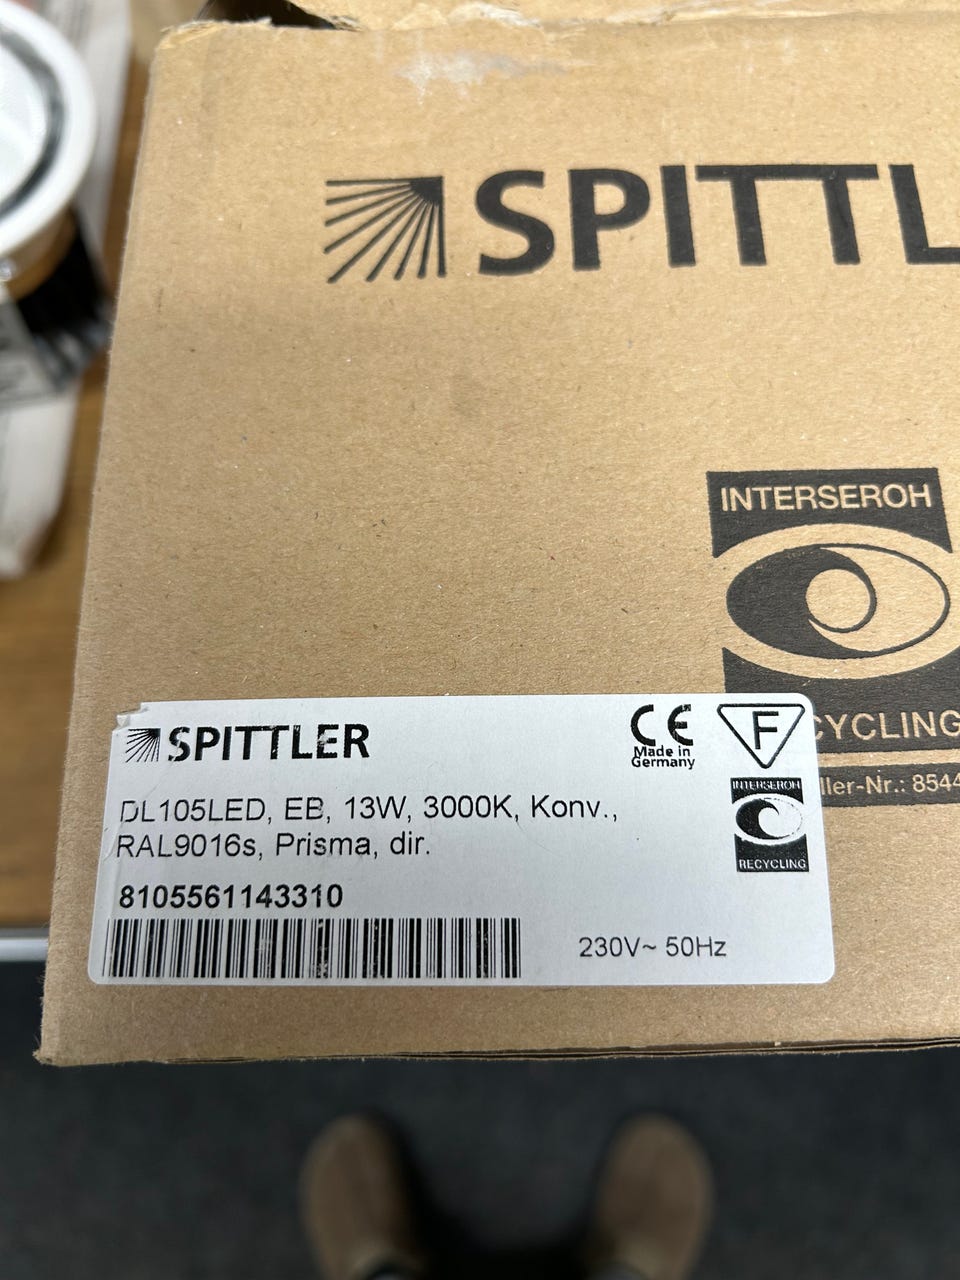 SPITTL
INTERSEROH
CYCLING
ller-Nr.: 8544
SPITTLER
CE
Made in
Germany
F
DL105LED, EB, 13W, 3000K, Konv.,
RAL9016s, Prisma, dir.
INTERSEROH
RECYCLING
8105561143310
230V~ 50Hz